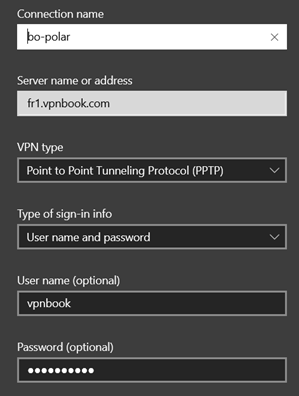 Connection name
bo-polar
Server name or address
fr1.vpnbook.com
VPN type
Point to Point Tunneling Protocol (PPTP)
Type of sign-in info
User name and password
User name (optional)
vpnbook
Password (optional)
●●●●●●●●●●